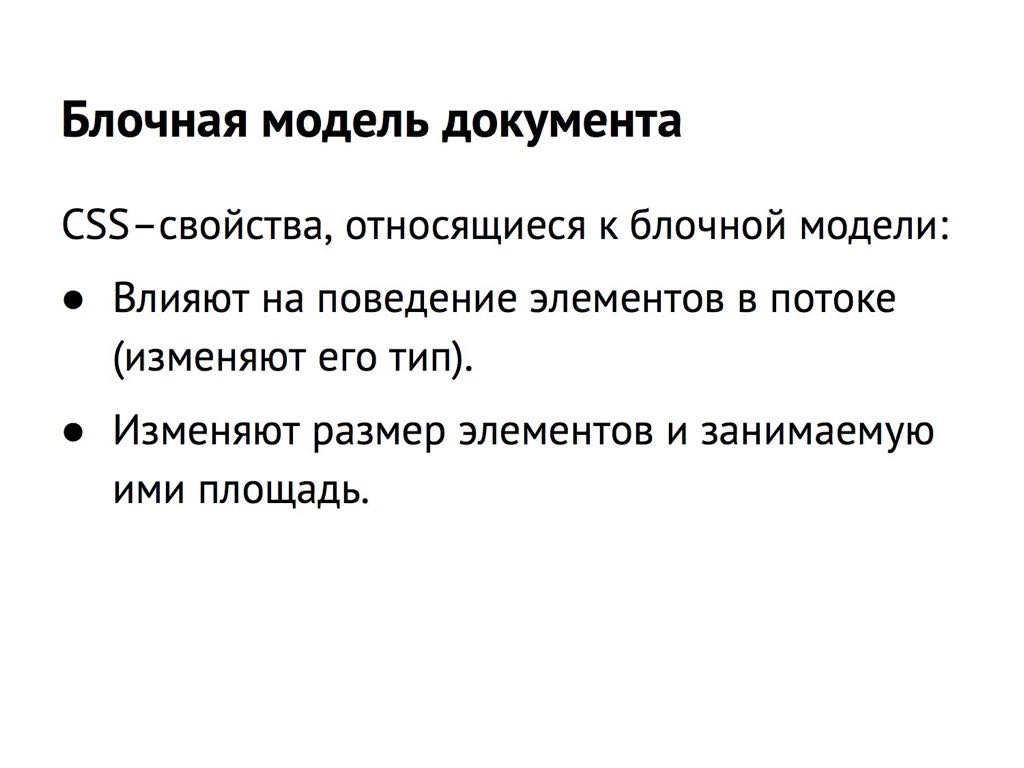 Блочная модель документа
CSS–свойства, относящиеся к блочной модели:
● Влияют на поведение элементов в потоке
(изменяют его тип).
● Изменяют размер элементов и занимаемую
ими площадь.